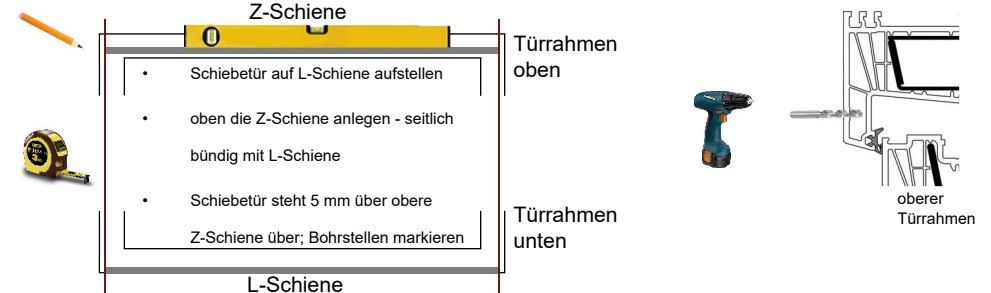 Z-Schiene
Türrahmen
oben
• Schiebetür auf L-Schiene aufstellen
• oben die Z-Schiene anlegen - seitlich
bündig mit L-Schiene
• Schiebetür steht 5 mm über obere
Z-Schiene über; Bohrstellen markieren
Türrahmen
unten
L-Schiene
oberer
Türrahmen